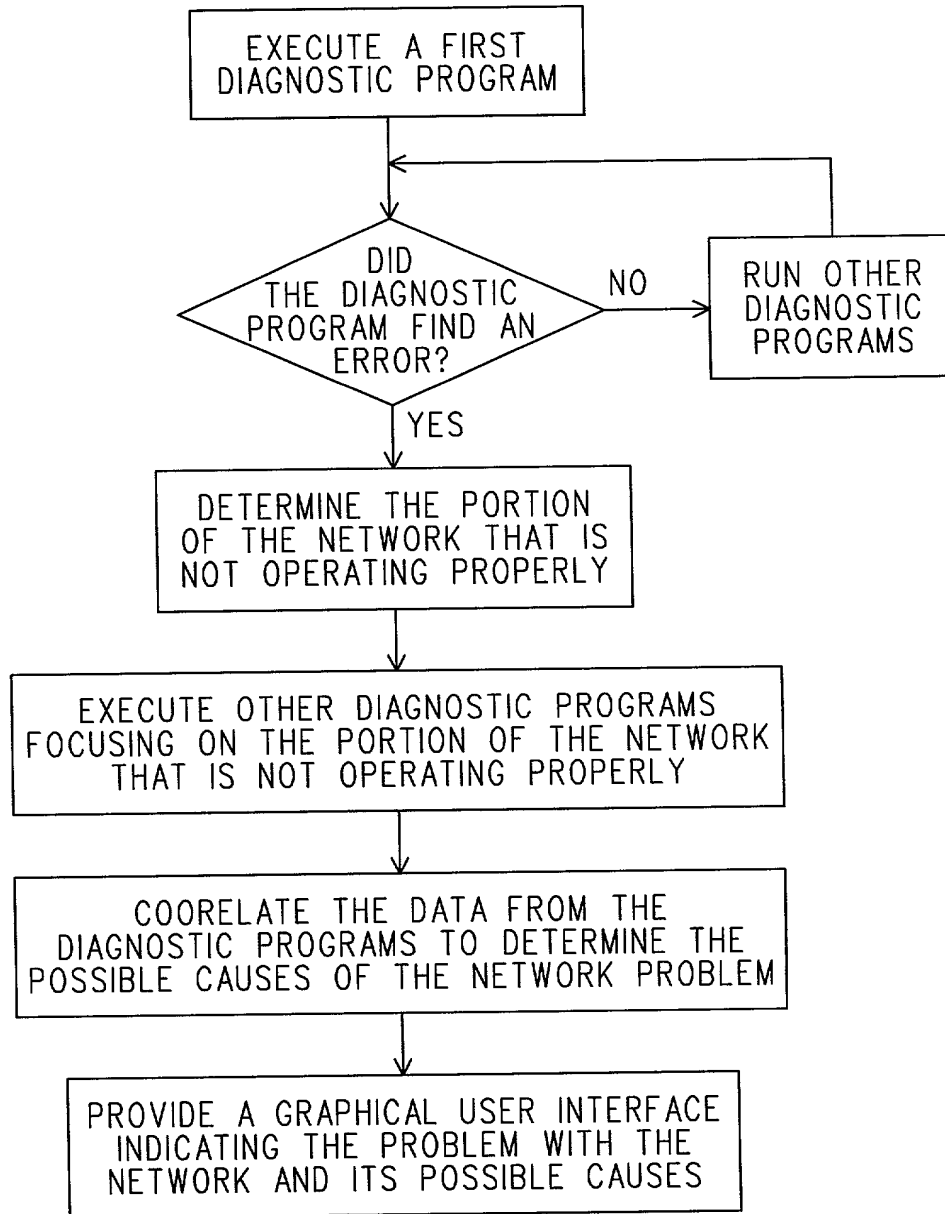 EXECUTE A FIRST
DIAGNOSTIC PROGRAM
DID
THE DIAGNOSTIC
PROGRAM FIND AN
ERROR?
NO
RUN OTHER
DIAGNOSTIC
PROGRAMS
YES
DETERMINE THE PORTION
OF THE NETWORK THAT IS
NOT OPERATING PROPERLY
EXECUTE OTHER DIAGNOSTIC PROGRAMS
FOCUSING ON THE PORTION OF THE NETWORK
THAT IS NOT OPERATING PROPERLY
COORELATE THE DATA FROM THE
DIAGNOSTIC PROGRAMS TO DETERMINE THE
POSSIBLE CAUSES OF THE NETWORK PROBLEM
PROVIDE A GRAPHICAL USER INTERFACE
INDICATING THE PROBLEM WITH THE
NETWORK AND ITS POSSIBLE CAUSES